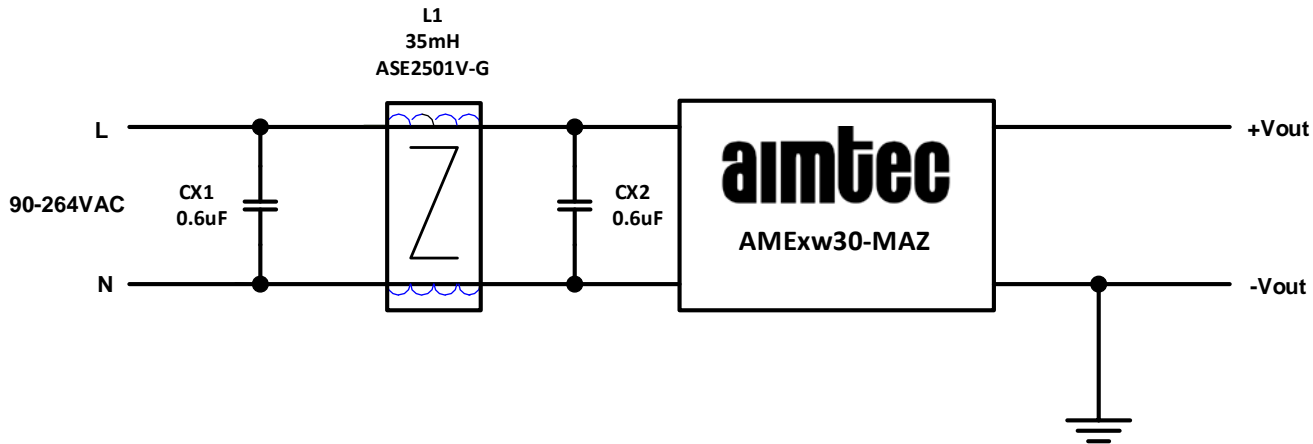 L1
35mH
ASE2501V-G
L
+Vout
90-264VAC
CX1
0.6uF
CX2
0.6uF
aimtec
AMExw30-MAZ
N
-Vout